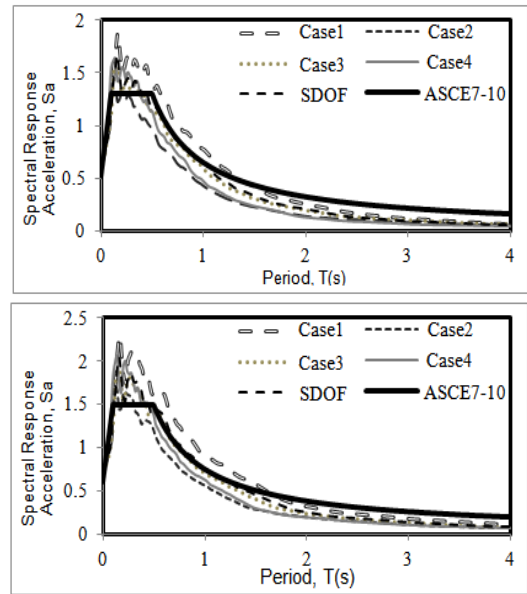 2
1.5
1
0.5
0
Spectral Response
Acceleration, Sa
Case1 Case2
Case3 Case4
SDOF ASCE7-10
0 1 2 3 4
Period, T(s)
2.5
2
1.5
1
0.5
0
Spectral Response
Acceleration, Sa
Case1 Case2
Case3 Case4
SDOF ASCE7-10
0 1 2 3 4
Period, T(s)